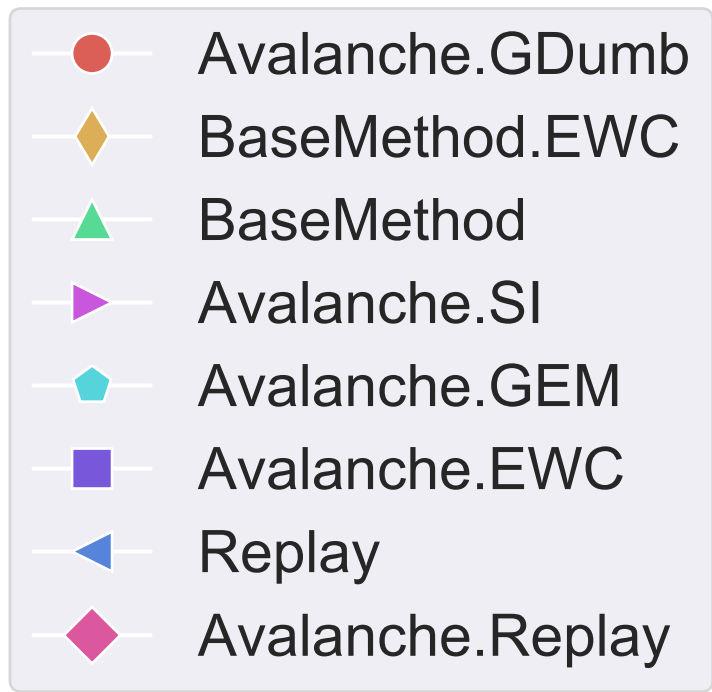 Avalanche.GDumb
BaseMethod.EWC
BaseMethod
Avalanche.SI
Avalanche.GEM
Avalanche.EWC
Replay
Avalanche.Replay